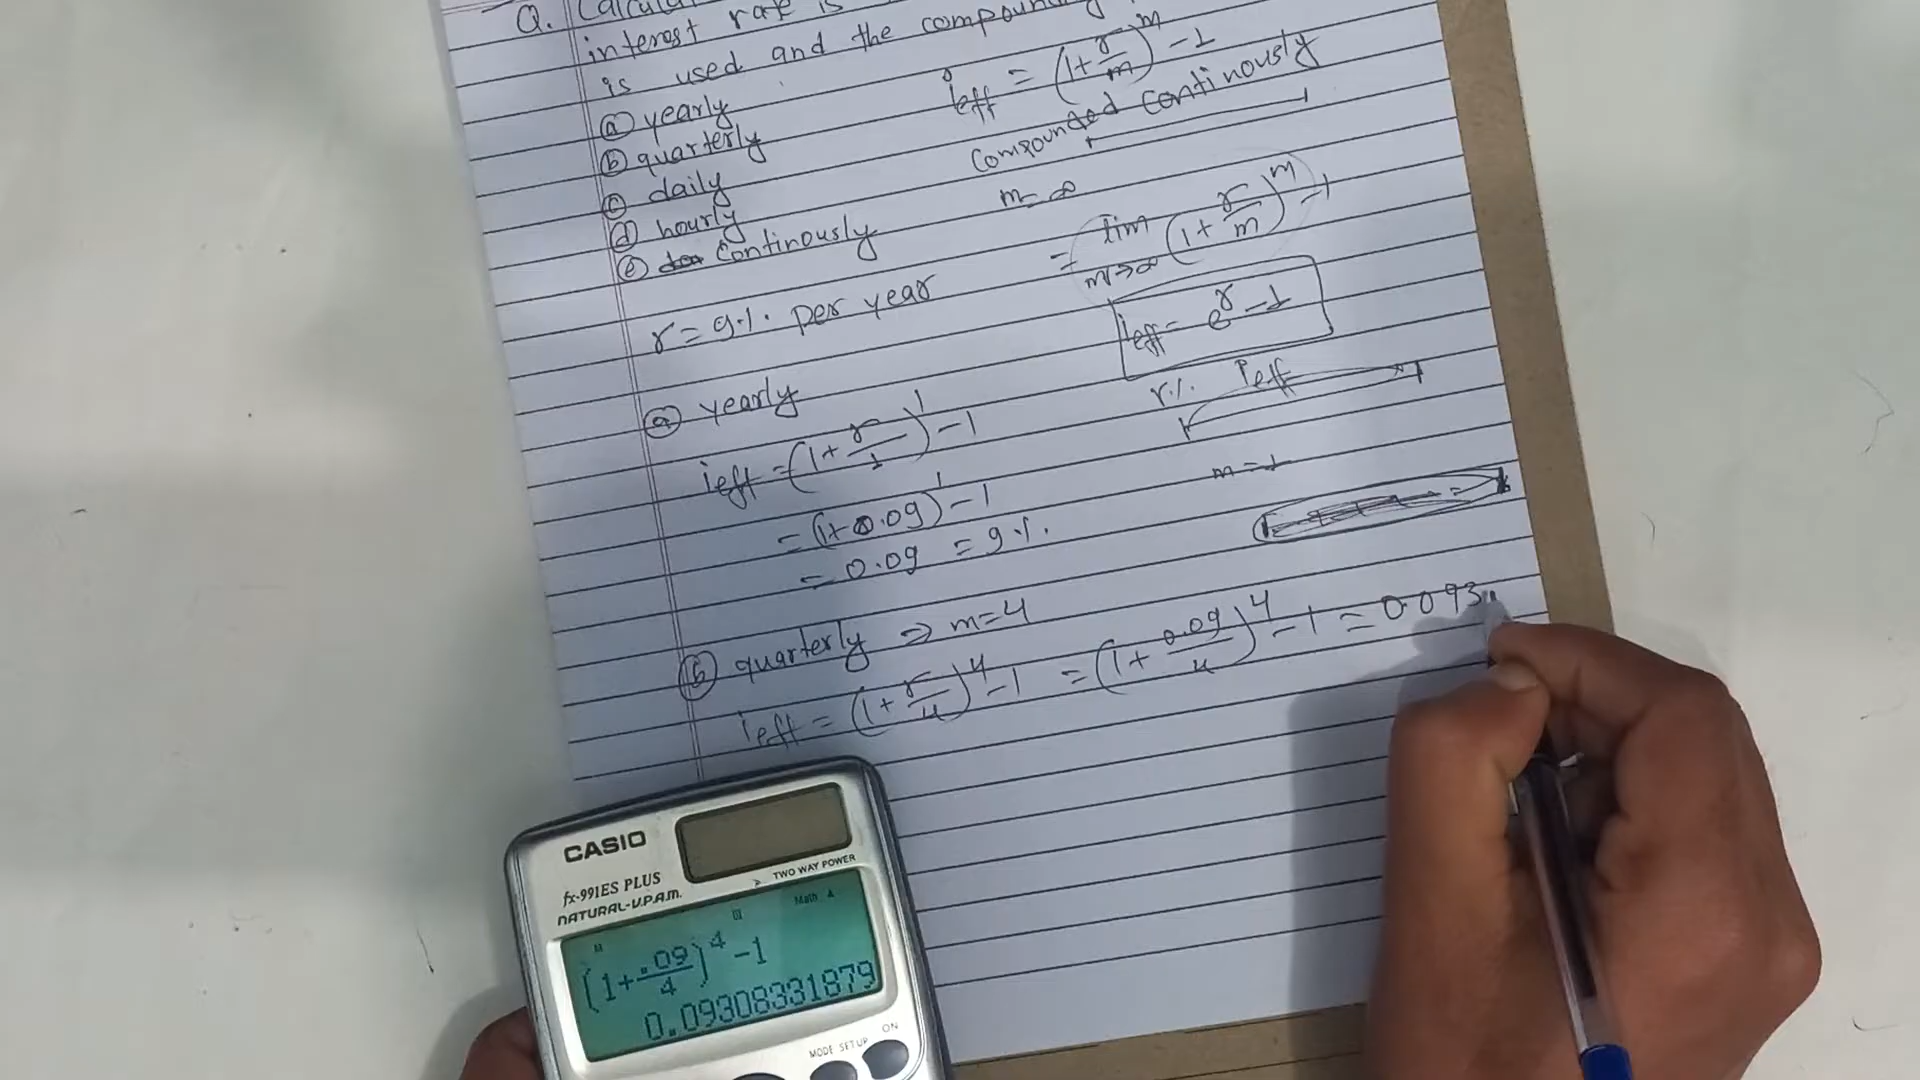 Q. Calcula
interest rate is
is used and the compounding
ⓐ yearly
ⓑ quarterly
ⓒ daily
ⓓ hourly
ⓔ continously
ieff = (1+r/m)^m -1
compounded continously
m=∞
= lim m→∞ (1+r/m)^m -1
ieff = e^r -1
r%. ieff
r = 9%. per year
ⓐ yearly
ieff = (1+r/1)^1 -1
= (1+0.09)^1 -1
= 0.09 = 9%.
m=1
ⓑ quarterly ⇒ m=4
ieff = (1+r/4)^4 -1 = (1+0.09/4)^4 -1 = 0.093
CASIO
fx-991ES PLUS
NATURAL-V.P.A.M.
TWO WAY POWER
M Math ▲
(1+.09/4)^4 -1
0.09308331879
MODE SETUP ON